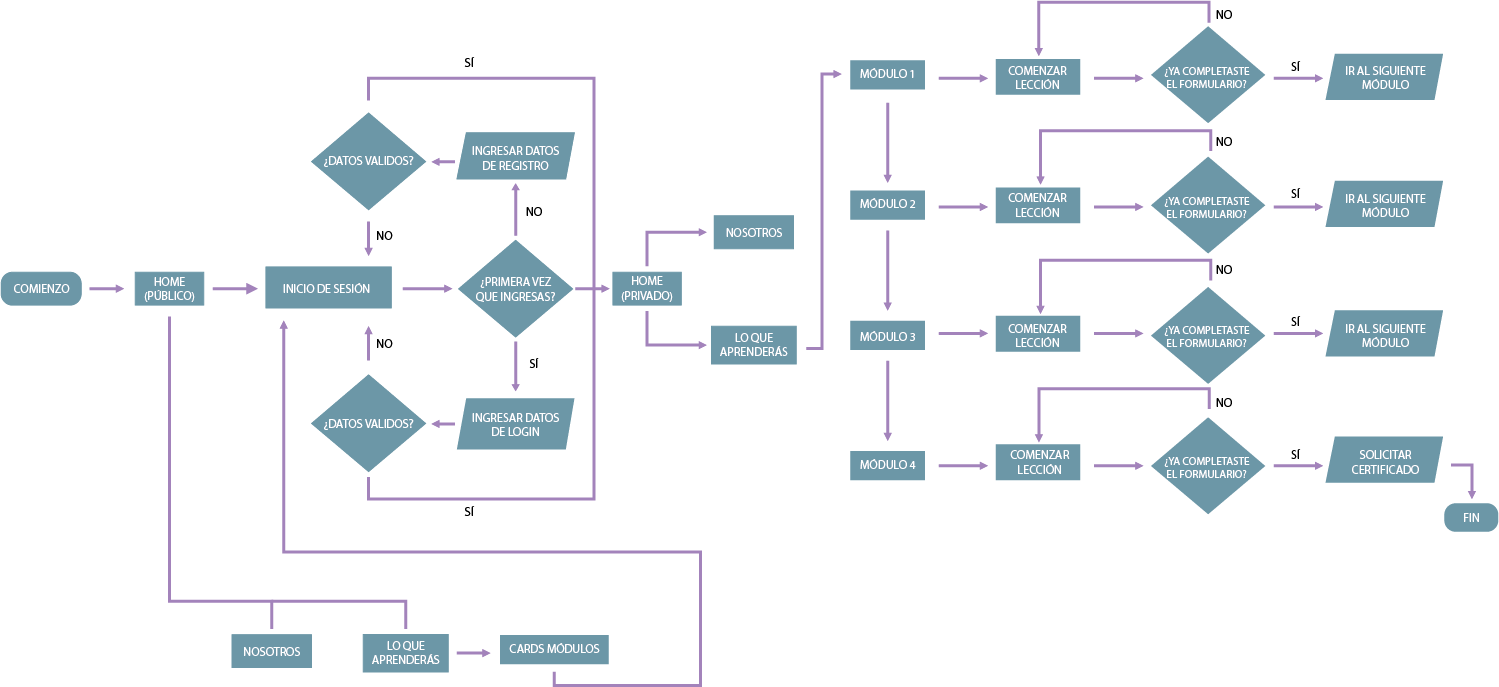 COMIENZO
HOME
(PÚBLICO)
INICIO DE SESIÓN
¿PRIMERA VEZ
QUE INGRESAS?
NO
INGRESAR DATOS
DE REGISTRO
¿DATOS VALIDOS?
SÍ
NO
SÍ
INGRESAR DATOS
DE LOGIN
¿DATOS VALIDOS?
NO
SÍ
HOME
(PRIVADO)
NOSOTROS
LO QUE
APRENDERÁS
NOSOTROS
LO QUE
APRENDERÁS
CARDS MÓDULOS
MÓDULO 1
COMENZAR
LECCIÓN
¿YA COMPLETASTE
EL FORMULARIO?
NO
SÍ
IR AL SIGUIENTE
MÓDULO
MÓDULO 2
COMENZAR
LECCIÓN
¿YA COMPLETASTE
EL FORMULARIO?
NO
SÍ
IR AL SIGUIENTE
MÓDULO
MÓDULO 3
COMENZAR
LECCIÓN
¿YA COMPLETASTE
EL FORMULARIO?
NO
SÍ
IR AL SIGUIENTE
MÓDULO
MÓDULO 4
COMENZAR
LECCIÓN
¿YA COMPLETASTE
EL FORMULARIO?
NO
SÍ
SOLICITAR
CERTIFICADO
FIN